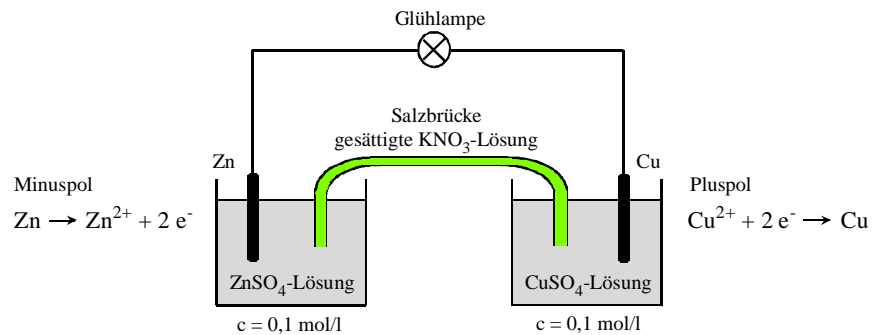 Glühlampe
Salzbrücke
gesättigte KNO₃-Lösung
Zn
Cu
Minuspol
Zn → Zn²⁺ + 2 e⁻
Pluspol
Cu²⁺ + 2 e⁻ → Cu
ZnSO₄-Lösung
CuSO₄-Lösung
c = 0,1 mol/l
c = 0,1 mol/l